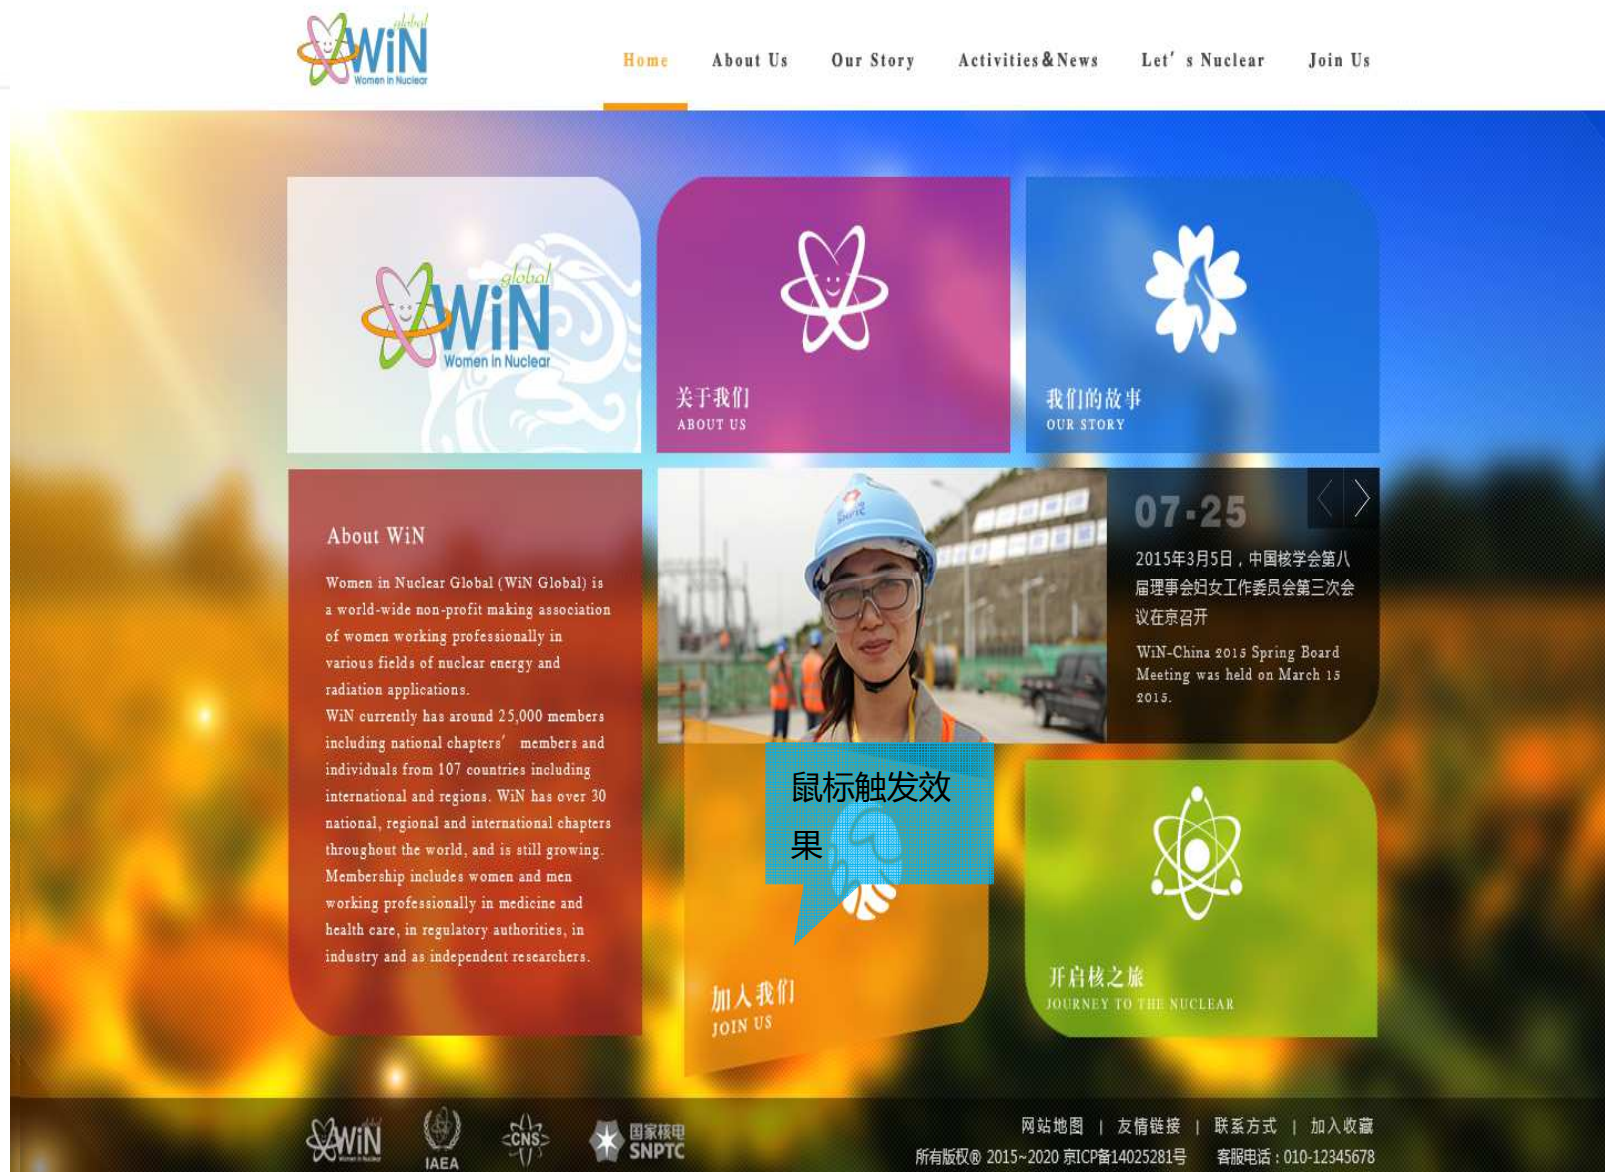 global
WiN
Women in Nuclear
Home
About Us
Our Story
Activities&News
Let's Nuclear
Join Us
global
WiN
Women in Nuclear
关于我们
ABOUT US
我们的故事
OUR STORY
About WiN
Women in Nuclear Global (WiN Global) is
a world-wide non-profit making association
of women working professionally in
various fields of nuclear energy and
radiation applications.
WiN currently has around 25,000 members
including national chapters' members and
individuals from 107 countries including
international and regions. WiN has over 30
national, regional and international chapters
throughout the world, and is still growing.
Membership includes women and men
working professionally in medicine and
health care, in regulatory authorities, in
industry and as independent researchers.
SNPTC
07-25
2015年3月5日，中国核学会第八
届理事会妇女工作委员会第三次会
议在京召开
WiN-China 2015 Spring Board
Meeting was held on March 15
2015.
鼠标触发效
果
加入我们
JOIN US
开启核之旅
JOURNEY TO THE NUCLEAR
WiN
Women in Nuclear
IAEA
CNS
国家核电
SNPTC
网站地图 | 友情链接 | 联系方式 | 加入收藏
所有版权® 2015~2020 京ICP备14025281号 客服电话：010-12345678